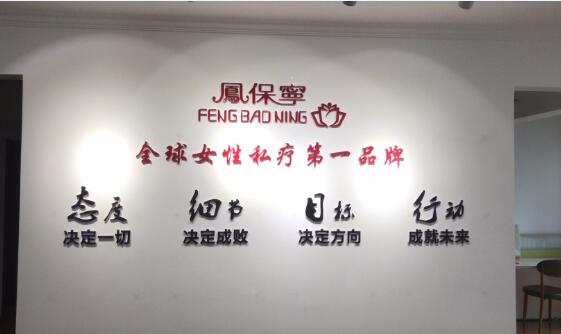 鳳保寧
FENG BAO NING
全球女性私疗第一品牌
态度 细节 目标 行动
决定一切 决定成败 决定方向 成就未来